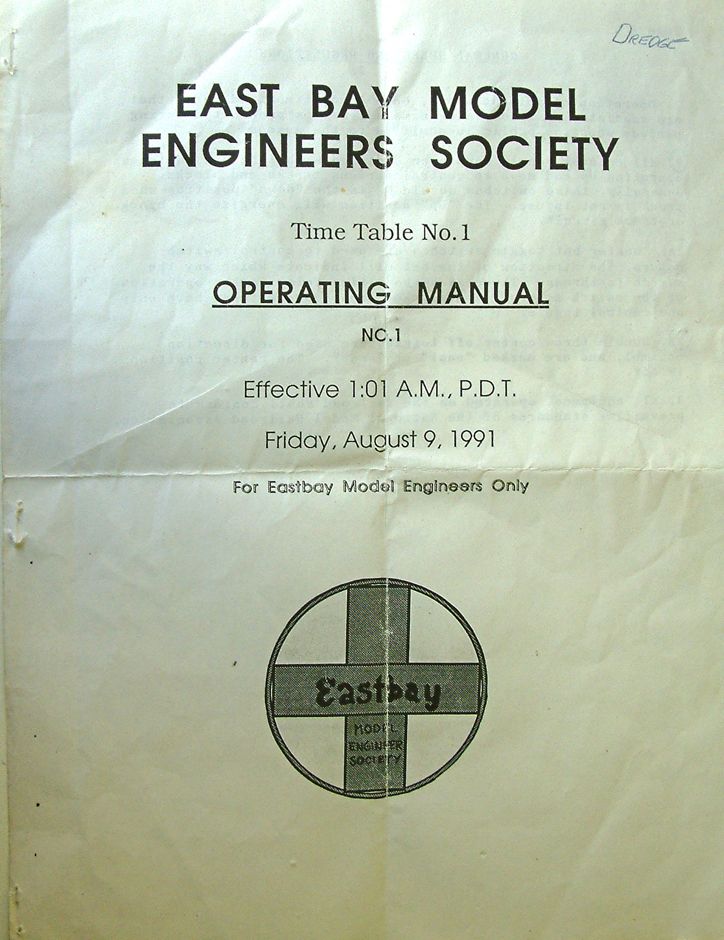 DREDGE
EAST BAY MODEL
ENGINEERS SOCIETY
Time Table No.1
OPERATING MANUAL
NO.1
Effective 1:01 A.M., P.D.T.
Friday, August 9, 1991
For Eastbay Model Engineers Only
Eastbay
MODEL
ENGINEER
SOCIETY